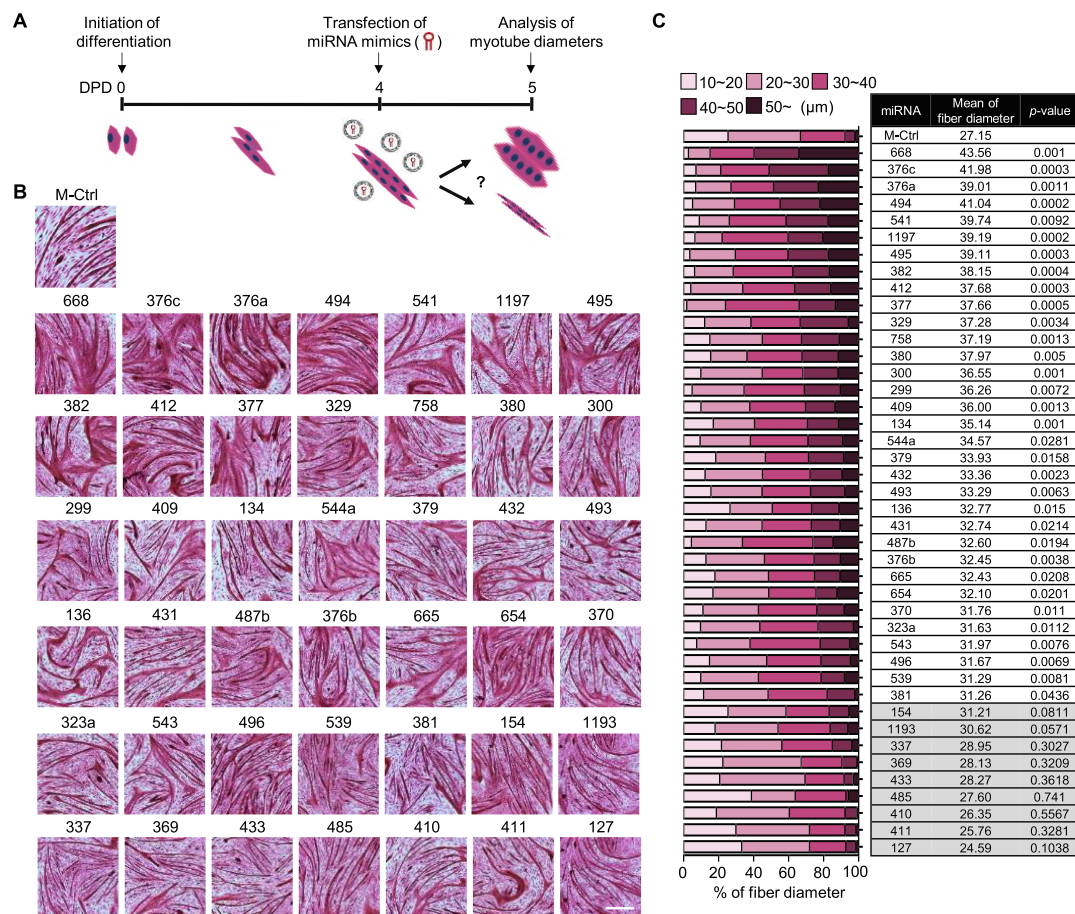 A
Initiation of
differentiation
Transfection of
miRNA mimics ( )
Analysis of
myotube diameters
DPD 0
4
5
?
B
M-Ctrl
668 376c 376a 494 541 1197 495
382 412 377 329 758 380 300
299 409 134 544a 379 432 493
136 431 487b 376b 665 654 370
323a 543 496 539 381 154 1193
337 369 433 485 410 411 127
C
10~20 20~30 30~40
40~50 50~ (μm)
miRNA Mean of fiber diameter p-value
M-Ctrl 27.15
668 43.56 0.001
376c 41.98 0.0003
376a 39.01 0.0011
494 41.04 0.0002
541 39.74 0.0092
1197 39.19 0.0002
495 39.11 0.0003
382 38.15 0.0004
412 37.68 0.0003
377 37.66 0.0005
329 37.28 0.0034
758 37.19 0.0013
380 37.97 0.005
300 36.55 0.001
299 36.26 0.0072
409 36.00 0.0013
134 35.14 0.001
544a 34.57 0.0281
379 33.93 0.0158
432 33.36 0.0023
493 33.29 0.0063
136 32.77 0.015
431 32.74 0.0214
487b 32.60 0.0194
376b 32.45 0.0038
665 32.43 0.0208
654 32.10 0.0201
370 31.76 0.011
323a 31.63 0.0112
543 31.97 0.0076
496 31.67 0.0069
539 31.29 0.0081
381 31.26 0.0436
154 31.21 0.0811
1193 30.62 0.0571
337 28.95 0.3027
369 28.13 0.3209
433 28.27 0.3618
485 27.60 0.741
410 26.35 0.5567
411 25.76 0.3281
127 24.59 0.1038
0 20 40 60 80 100
% of fiber diameter